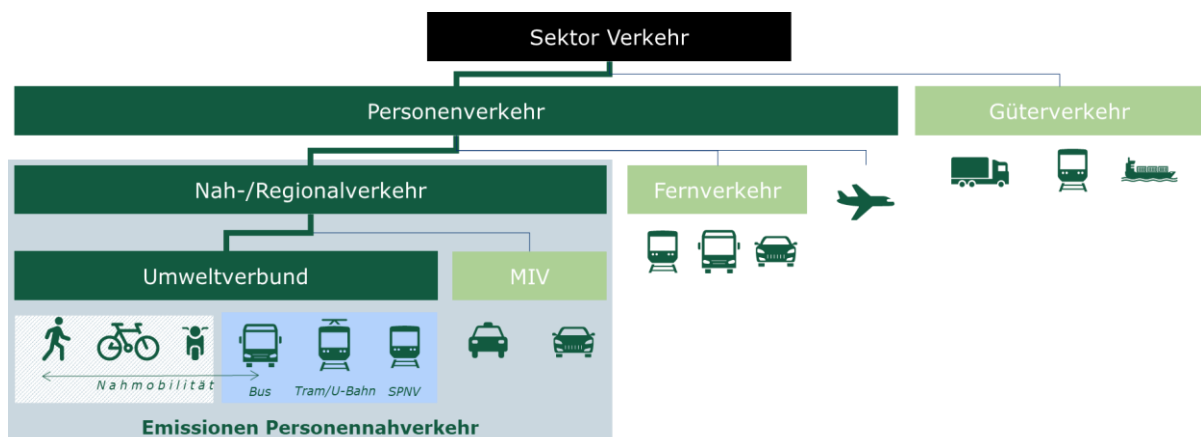 Sektor Verkehr
Personenverkehr
Güterverkehr
Nah-/Regionalverkehr
Fernverkehr
Umweltverbund
MIV
Nahmobilität
Bus
Tram/U-Bahn
SPNV
Emissionen Personennahverkehr